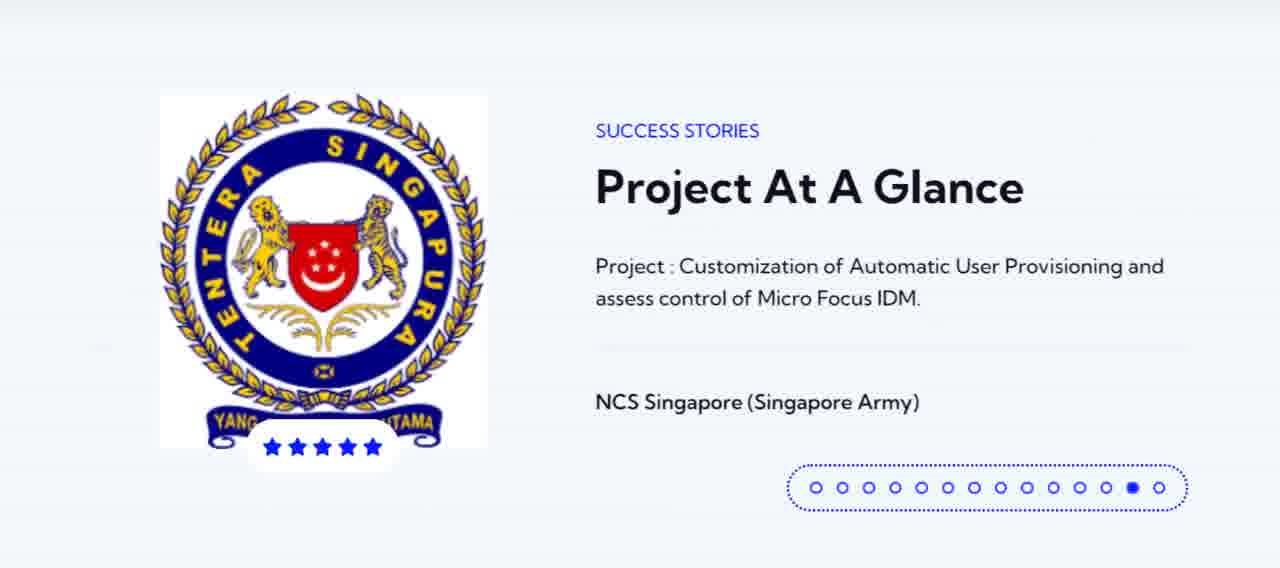 TENTERA SINGAPURA
YANG UTAMA
SUCCESS STORIES
Project At A Glance
Project : Customization of Automatic User Provisioning and
assess control of Micro Focus IDM.
NCS Singapore (Singapore Army)